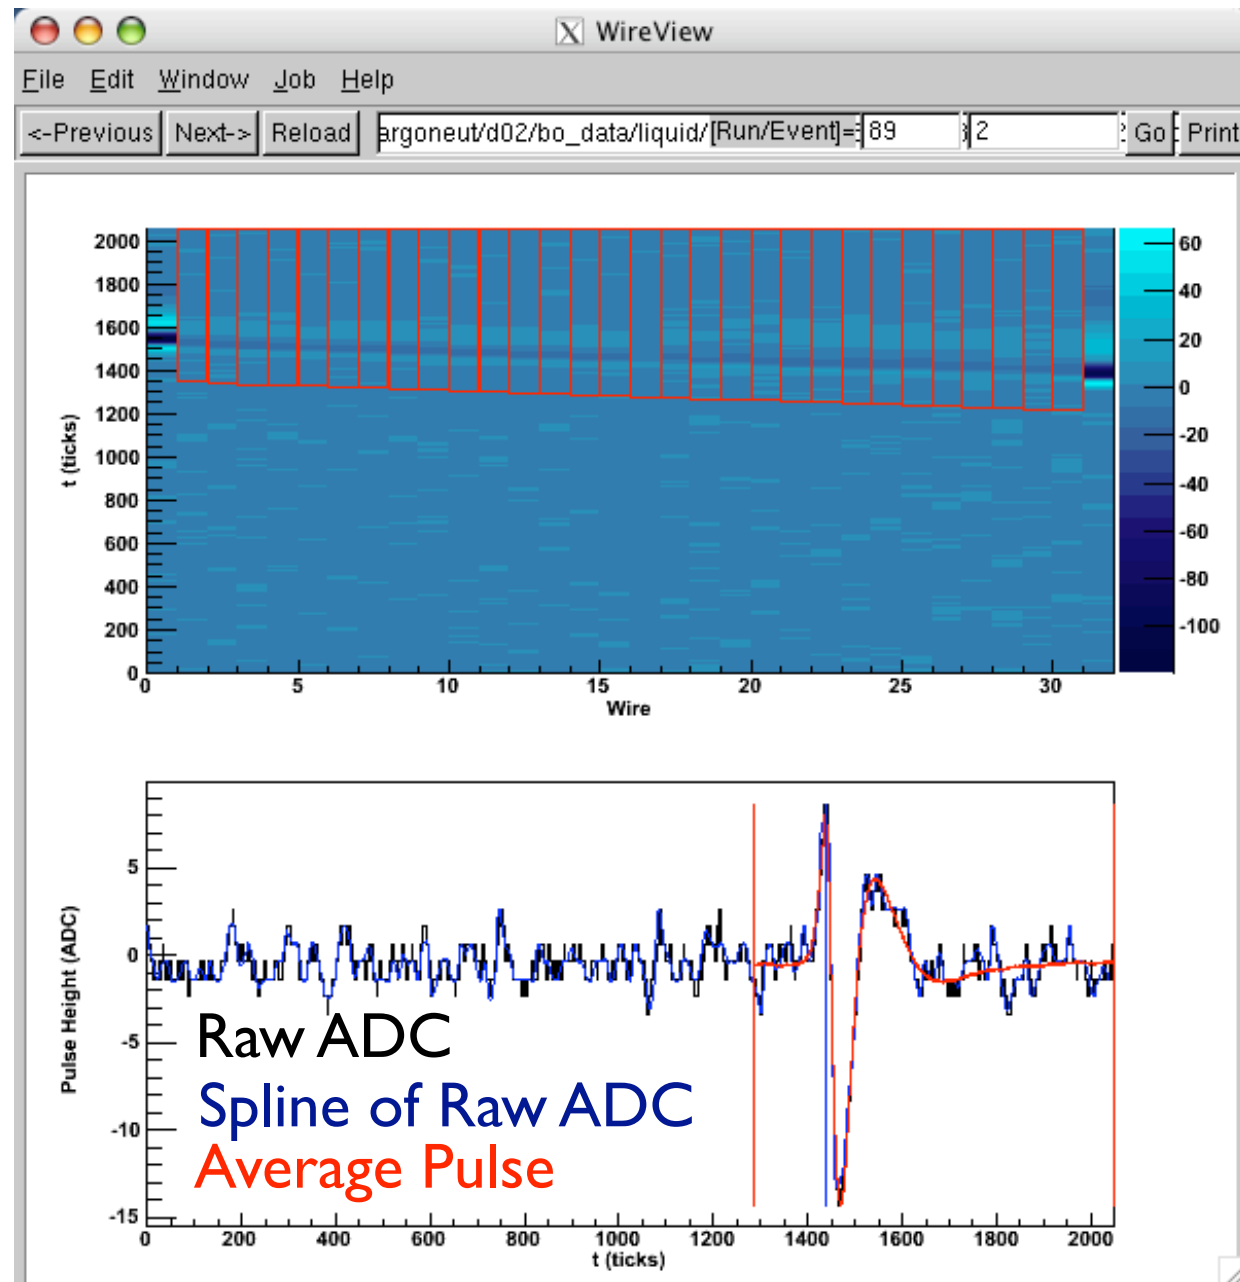 X WireView
File Edit Window Job Help
<-Previous Next-> Reload argoneut/d02/bo_data/liquid/ [Run/Event]= 89 2 Go Print
2000
1800
1600
1400
1200
1000
800
600
400
200
0
t (ticks)
0 5 10 15 20 25 30
Wire
60
40
20
0
-20
-40
-60
-80
-100
5
0
-5
-10
-15
Pulse Height (ADC)
Raw ADC
Spline of Raw ADC
Average Pulse
0 200 400 600 800 1000 1200 1400 1600 1800 2000
t (ticks)